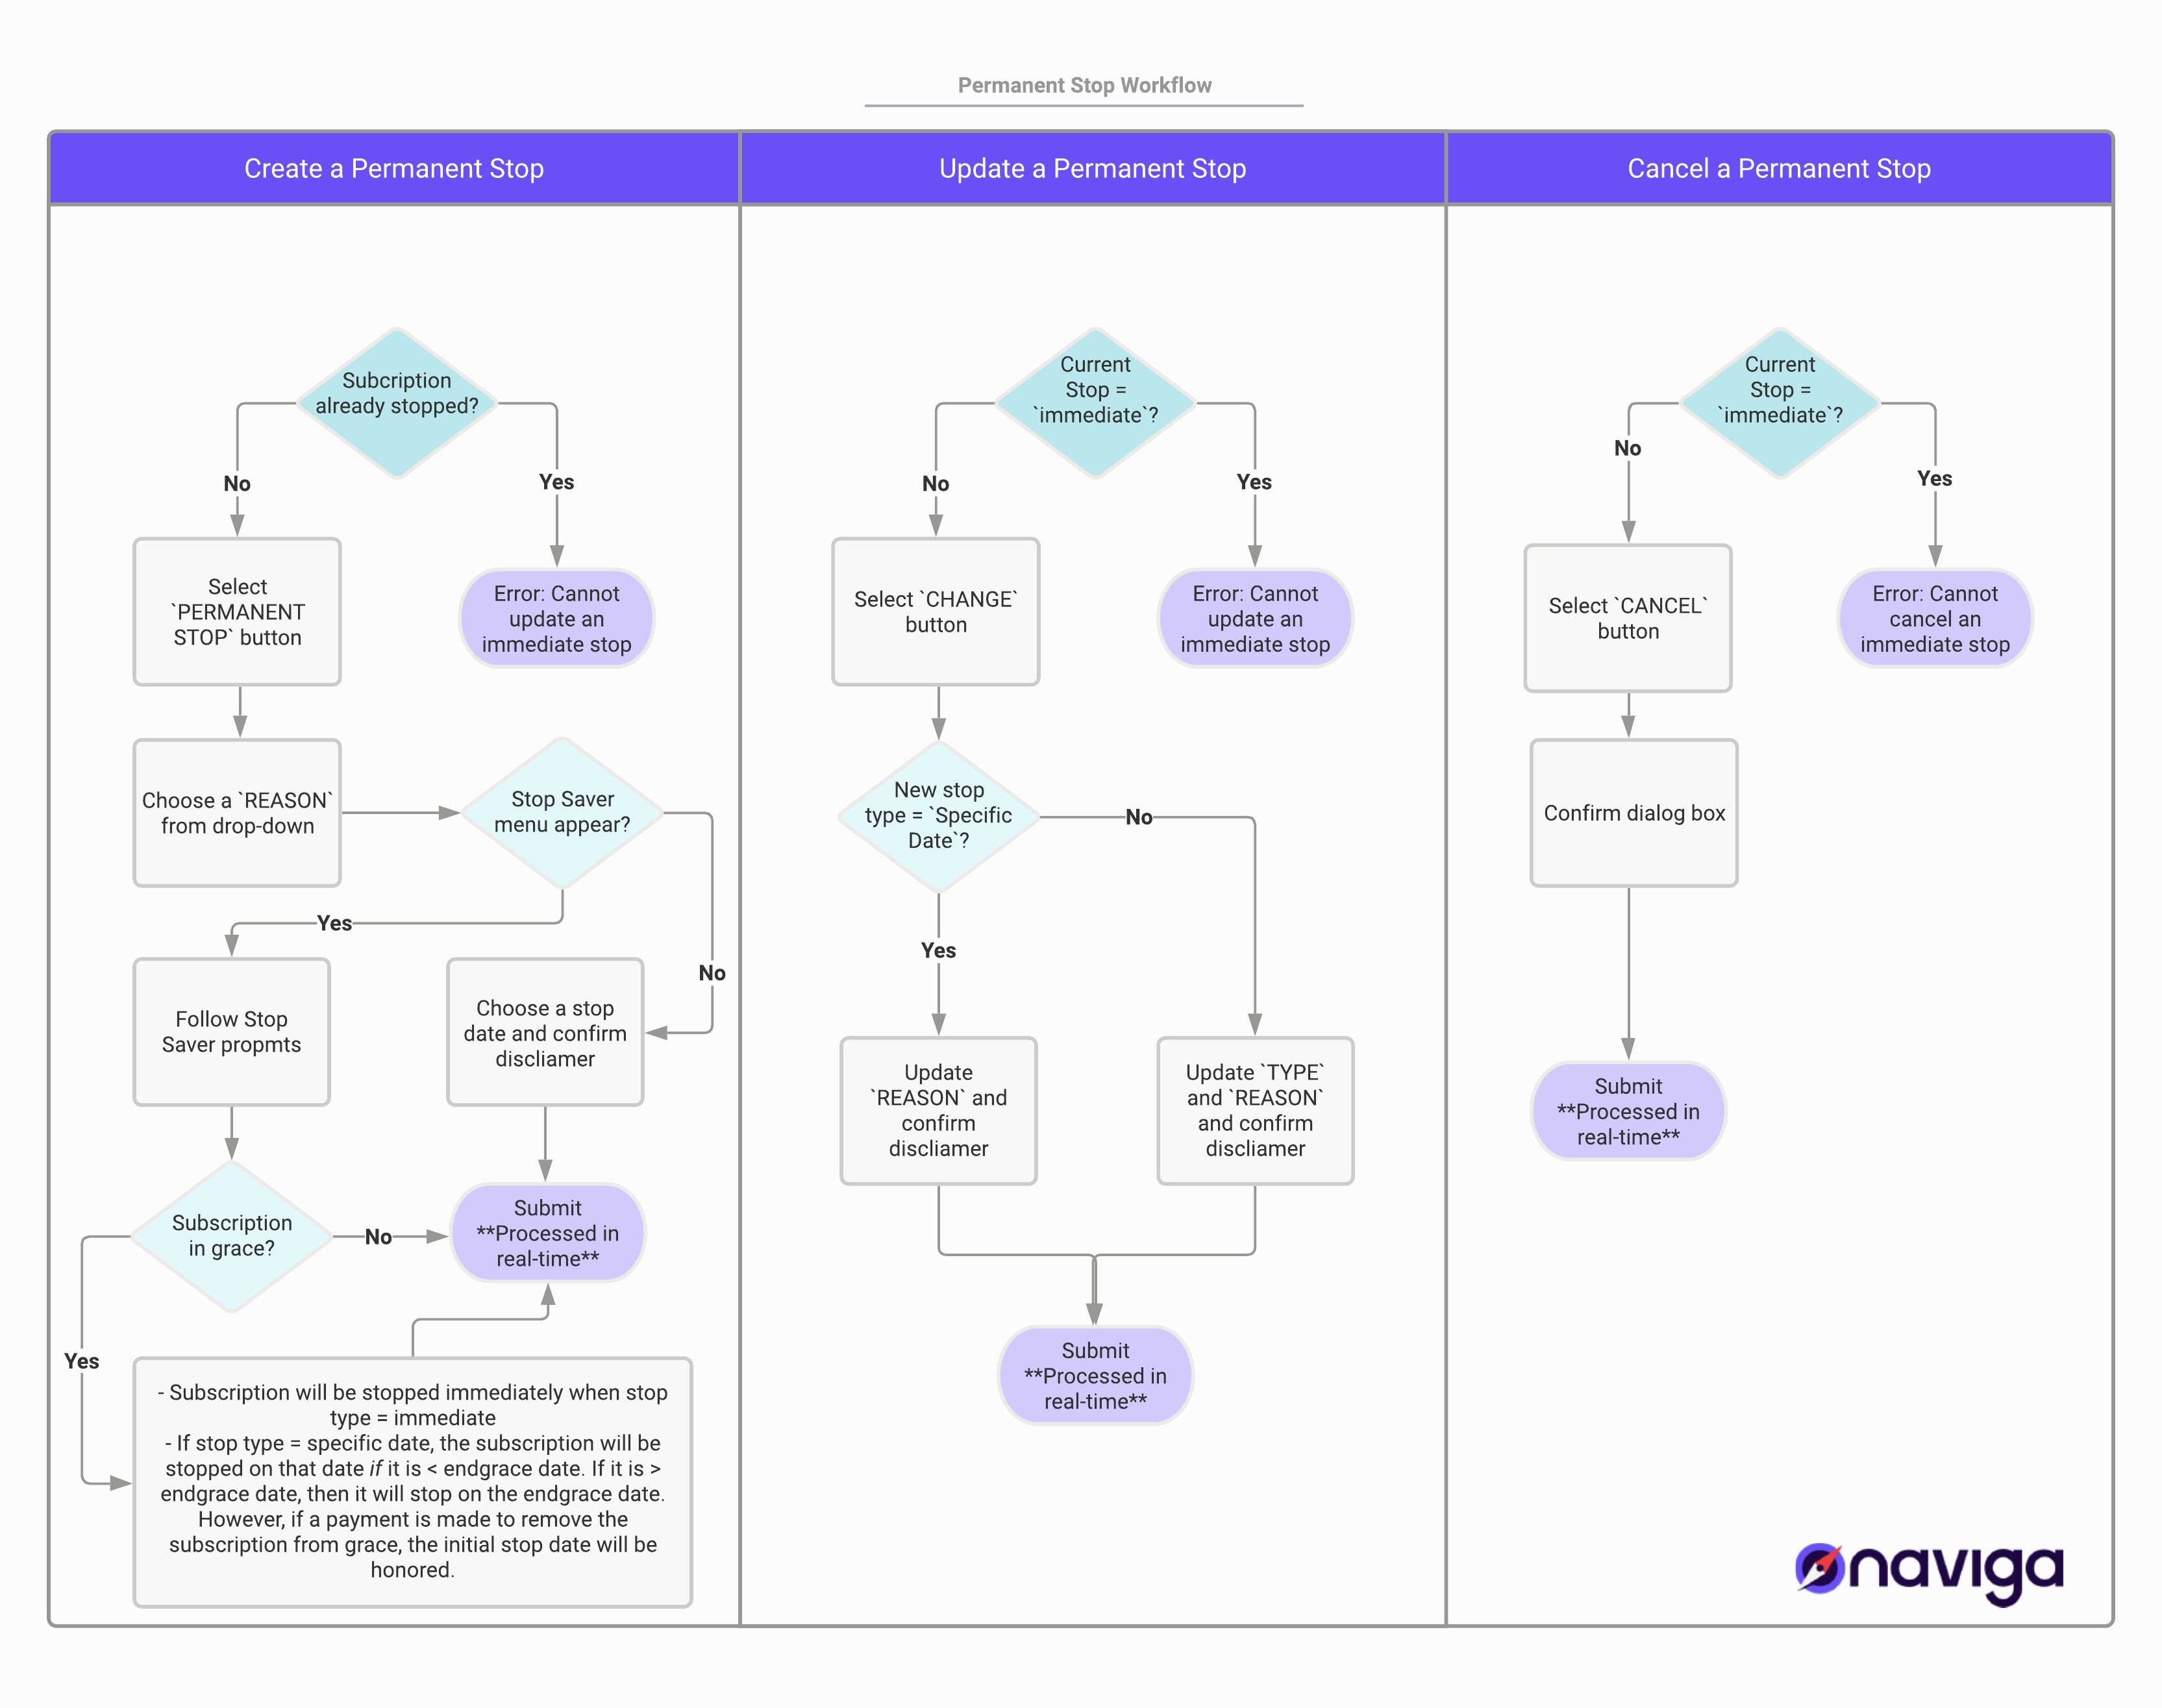 Permanent Stop Workflow
Create a Permanent Stop
Subcription
already stopped?
No
Yes
Select
`PERMANENT
STOP` button
Error: Cannot
update an
immediate stop
Choose a `REASON`
from drop-down
Stop Saver
menu appear?
Yes
No
Follow Stop
Saver propmts
Choose a stop
date and confirm
discliamer
Subscription
in grace?
No
Submit
**Processed in
real-time**
Yes
- Subscription will be stopped immediately when stop
type = immediate
- If stop type = specific date, the subscription will be
stopped on that date if it is < endgrace date. If it is >
endgrace date, then it will stop on the endgrace date.
However, if a payment is made to remove the
subscription from grace, the initial stop date will be
honored.
Update a Permanent Stop
Current
Stop =
`immediate`?
No
Yes
Select `CHANGE`
button
Error: Cannot
update an
immediate stop
New stop
type = `Specific
Date`?
No
Yes
Update
`REASON` and
confirm
discliamer
Update `TYPE`
and `REASON`
and confirm
discliamer
Submit
**Processed in
real-time**
Cancel a Permanent Stop
Current
Stop =
`immediate`?
No
Yes
Select `CANCEL`
button
Error: Cannot
cancel an
immediate stop
Confirm dialog box
Submit
**Processed in
real-time**
naviga